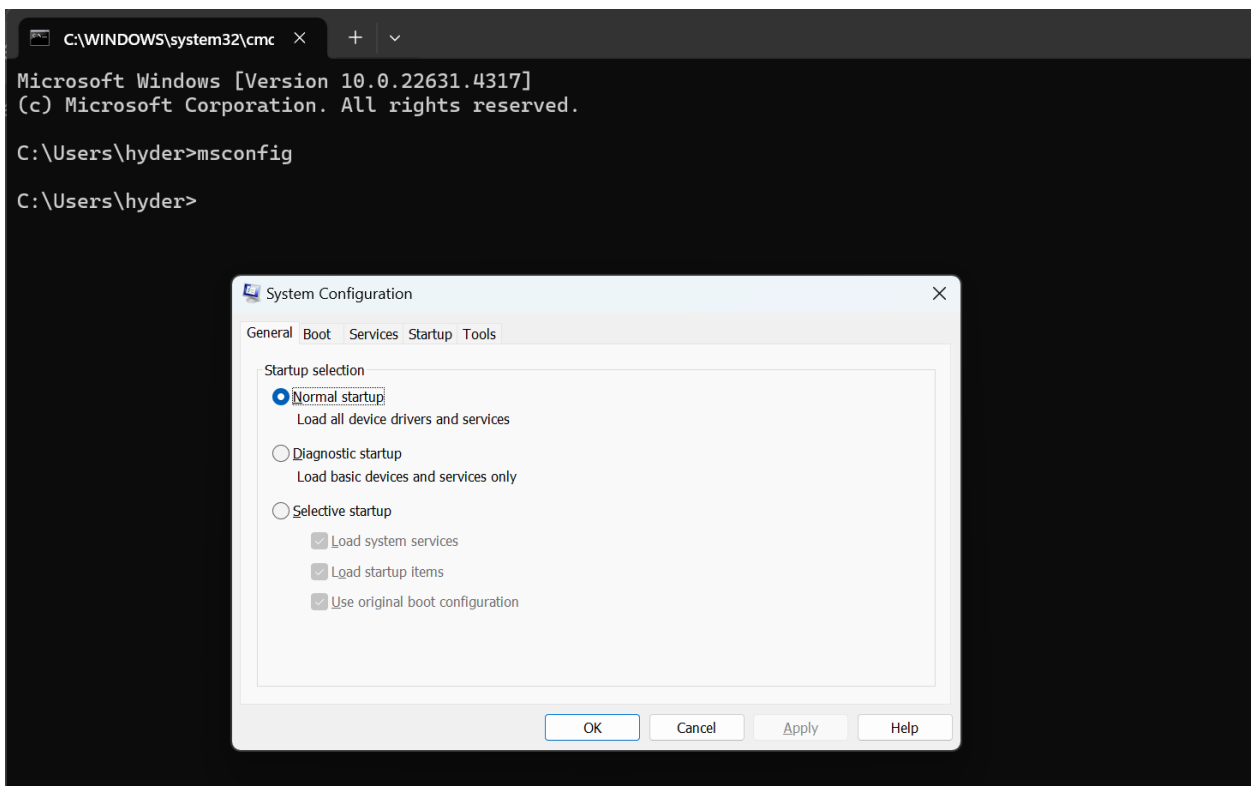 C:\WINDOWS\system32\cmd
Microsoft Windows [Version 10.0.22631.4317]
(c) Microsoft Corporation. All rights reserved.
C:\Users\hyder>msconfig
C:\Users\hyder>
System Configuration
General Boot Services Startup Tools
Startup selection
Normal startup
Load all device drivers and services
Diagnostic startup
Load basic devices and services only
Selective startup
Load system services
Load startup items
Use original boot configuration
OK Cancel Apply Help